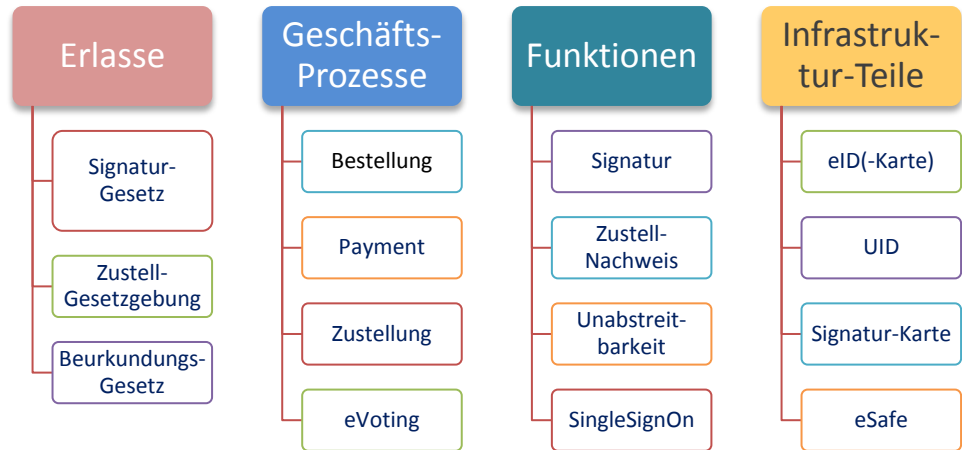 Erlasse
Signatur-
Gesetz
Zustell-
Gesetzgebung
Beurkundungs-
Gesetz
Geschäfts-
Prozesse
Bestellung
Payment
Zustellung
eVoting
Funktionen
Signatur
Zustell-
Nachweis
Unabstreit-
barkeit
SingleSignOn
Infrastruk-
tur-Teile
eID(-Karte)
UID
Signatur-Karte
eSafe